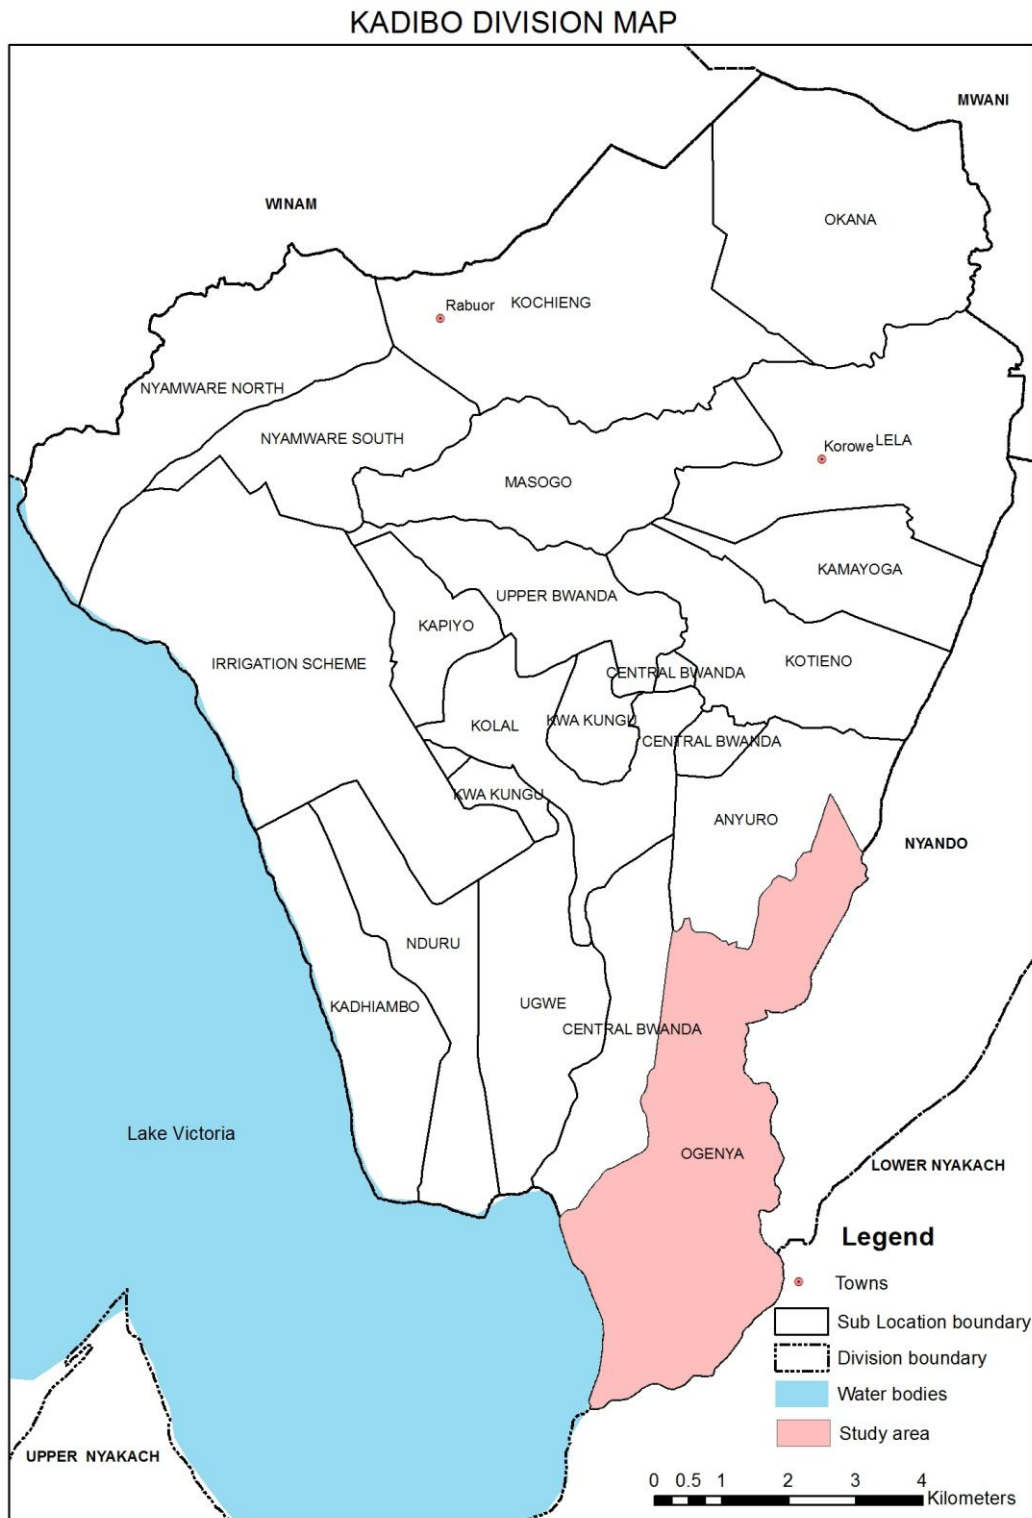 KADIBO DIVISION MAP
MWANI
WINAM
OKANA
Rabuor
KOCHIENG
NYAMWARE NORTH
NYAMWARE SOUTH
Korowe
LELA
MASOGO
KAMAYOGA
UPPER BWANDA
KAPIYO
IRRIGATION SCHEME
KOTIENO
CENTRAL BWANDA
KOLAL
KWA KUNGU
CENTRAL BWANDA
KWA KUNGU
ANYURO
NYANDO
NDURU
KADHIAMBO
UGWE
CENTRAL BWANDA
Lake Victoria
OGENYA
LOWER NYAKACH
Legend
Towns
Sub Location boundary
Division boundary
Water bodies
Study area
UPPER NYAKACH
0 0.5 1 2 3 4
Kilometers